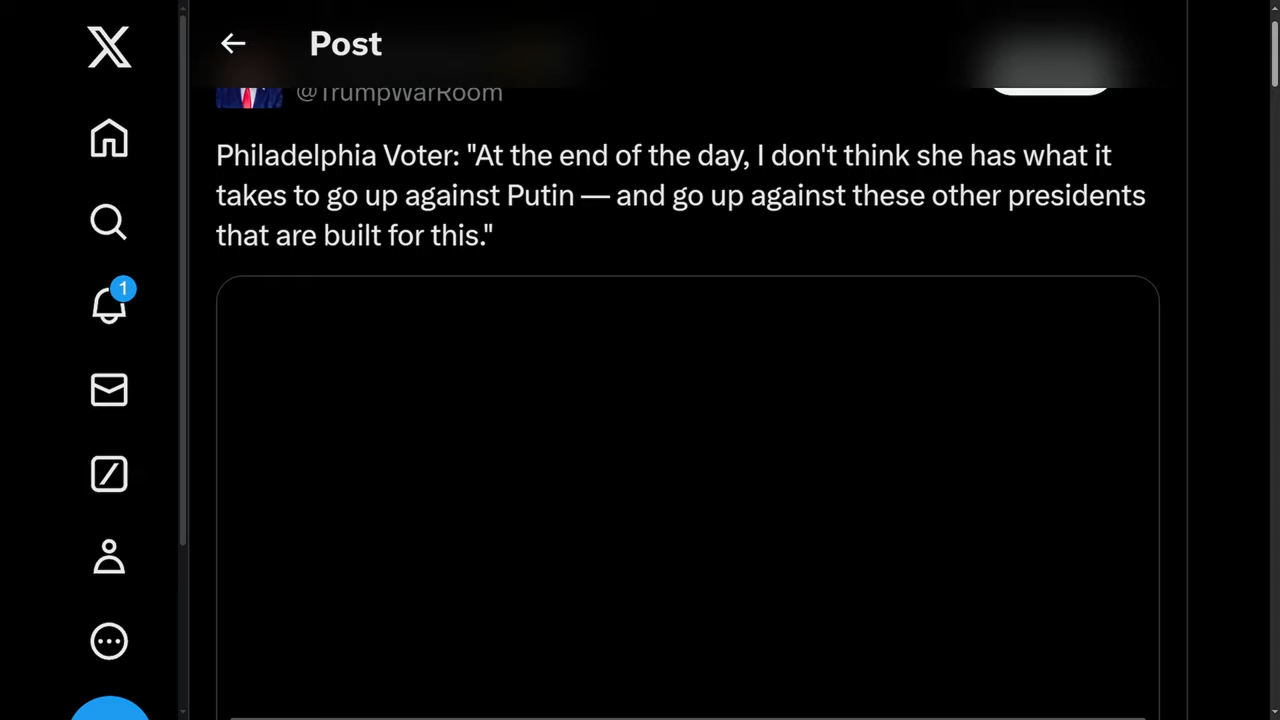 Post
@TrumpWarRoom
Philadelphia Voter: "At the end of the day, I don't think she has what it
takes to go up against Putin — and go up against these other presidents
that are built for this."
1